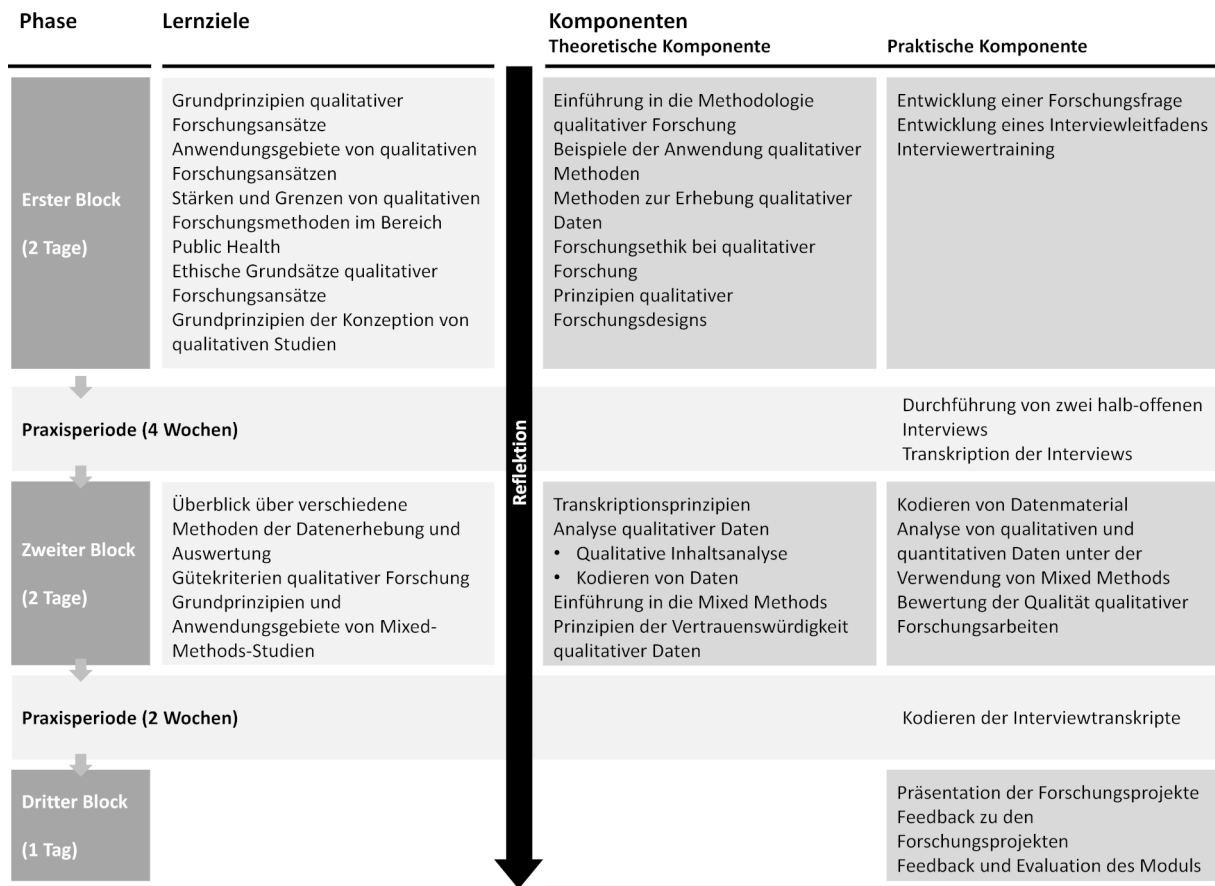 Phase
Lernziele
Komponenten
Theoretische Komponente
Praktische Komponente
Erster Block
(2 Tage)
Grundprinzipien qualitativer
Forschungsansätze
Anwendungsgebiete von qualitativen
Forschungsansätzen
Stärken und Grenzen von qualitativen
Forschungsmethoden im Bereich
Public Health
Ethische Grundsätze qualitativer
Forschungsansätze
Grundprinzipien der Konzeption von
qualitativen Studien
Einführung in die Methodologie
qualitativer Forschung
Beispiele der Anwendung qualitativer
Methoden
Methoden zur Erhebung qualitativer
Daten
Forschungsethik bei qualitativer
Forschung
Prinzipien qualitativer
Forschungsdesigns
Entwicklung einer Forschungsfrage
Entwicklung eines Interviewleitfadens
Interviewertraining
Reflektion
Praxisperiode (4 Wochen)
Durchführung von zwei halb-offenen
Interviews
Transkription der Interviews
Zweiter Block
(2 Tage)
Überblick über verschiedene
Methoden der Datenerhebung und
Auswertung
Gütekriterien qualitativer Forschung
Grundprinzipien und
Anwendungsgebiete von Mixed-
Methods-Studien
Transkriptionsprinzipien
Analyse qualitativer Daten
• Qualitative Inhaltsanalyse
• Kodieren von Daten
Einführung in die Mixed Methods
Prinzipien der Vertrauenswürdigkeit
qualitativer Daten
Kodieren von Datenmaterial
Analyse von qualitativen und
quantitativen Daten unter der
Verwendung von Mixed Methods
Bewertung der Qualität qualitativer
Forschungsarbeiten
Praxisperiode (2 Wochen)
Kodieren der Interviewtranskripte
Dritter Block
(1 Tag)
Präsentation der Forschungsprojekte
Feedback zu den
Forschungsprojekten
Feedback und Evaluation des Moduls